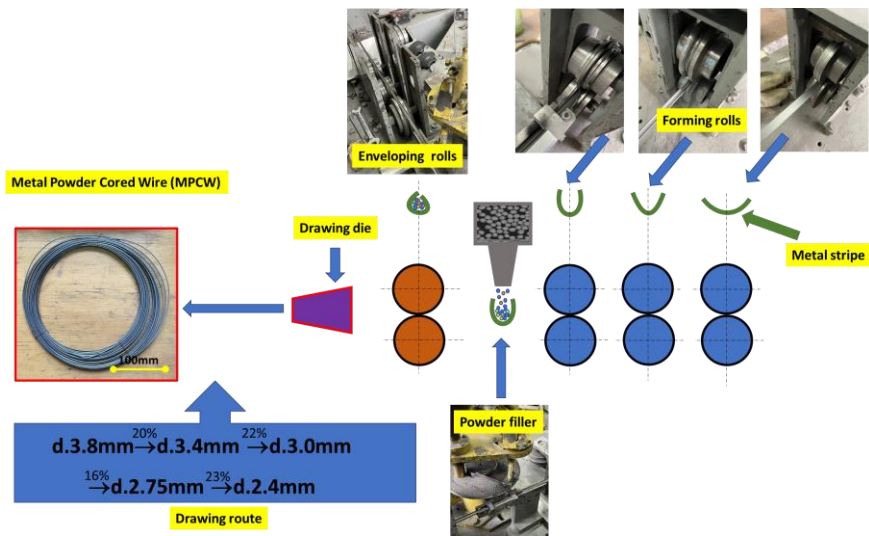 Enveloping rolls
Forming rolls
Metal Powder Cored Wire (MPCW)
Drawing die
Metal stripe
100mm
Powder filler
d.3.8mm 20%→ d.3.4mm 22%→ d.3.0mm
16%→ d.2.75mm 23%→ d.2.4mm
Drawing route